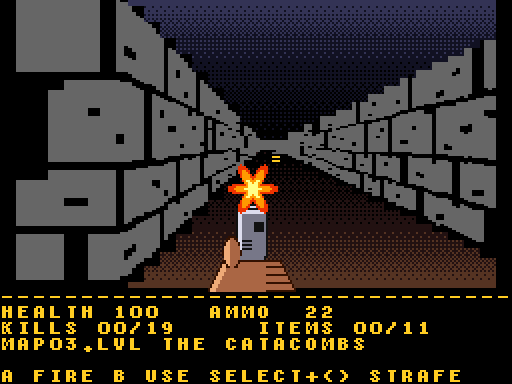 HEALTH 100 AMMO 22
KILLS 00/19 ITEMS 00/11
MAP03.LVL THE CATACOMBS
A FIRE B USE SELECT+<> STRAFE